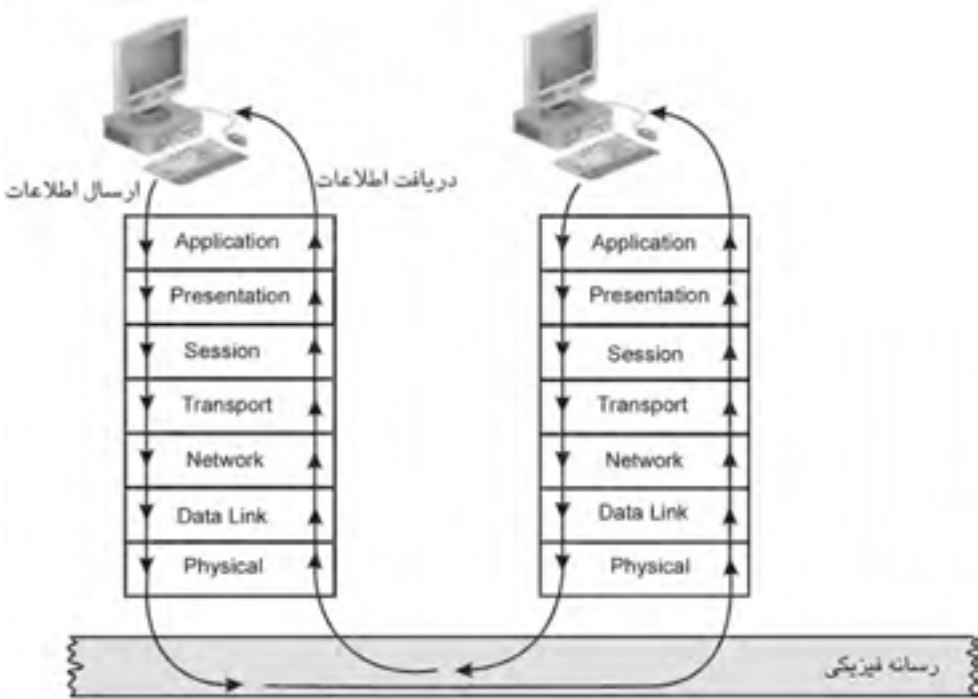 ارسال اطلاعات
دریافت اطلاعات
Application
Presentation
Session
Transport
Network
Data Link
Physical
Application
Presentation
Session
Transport
Network
Data Link
Physical
رسانه فیزیکی